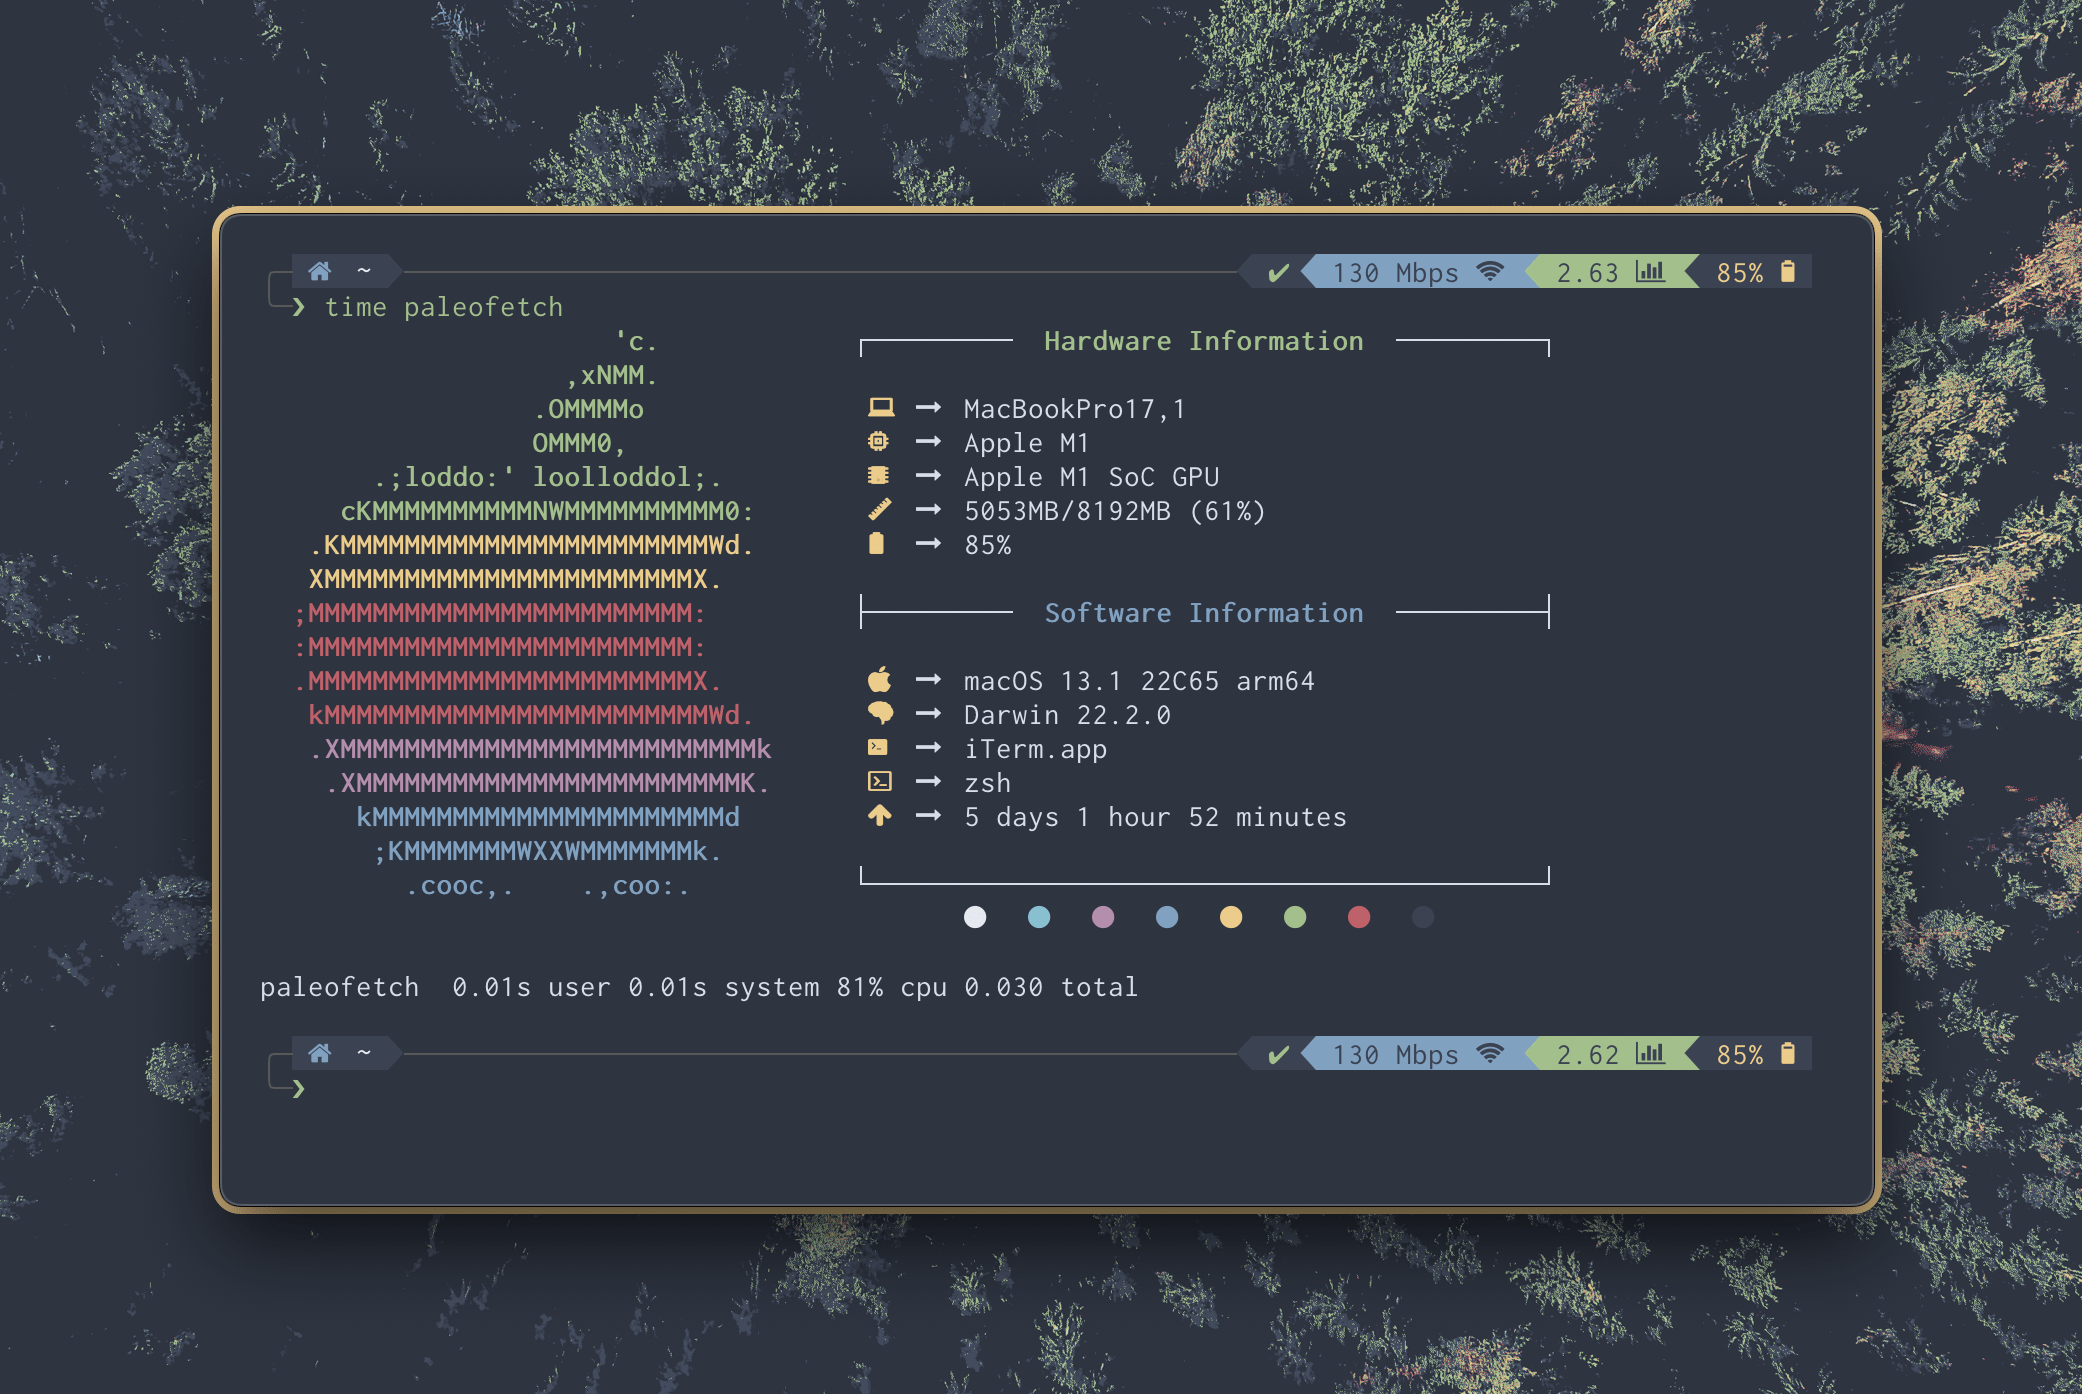 ~ ✔ 130 Mbps 2.63 85%
❯ time paleofetch
'c.
,xNMM.
.OMMMMo
OMMM0,
.;loddo:' loolloddol;.
cKMMMMMMMMMMNWMMMMMMMMMM0:
.KMMMMMMMMMMMMMMMMMMMMMMMWd.
XMMMMMMMMMMMMMMMMMMMMMMMX.
;MMMMMMMMMMMMMMMMMMMMMMMM:
:MMMMMMMMMMMMMMMMMMMMMMMM:
.MMMMMMMMMMMMMMMMMMMMMMMMX.
kMMMMMMMMMMMMMMMMMMMMMMMMWd.
.XMMMMMMMMMMMMMMMMMMMMMMMMMMk
.XMMMMMMMMMMMMMMMMMMMMMMMMK.
kMMMMMMMMMMMMMMMMMMMMMMd
;KMMMMMMMWXXWMMMMMMMk.
.cooc,. .,coo:.
Hardware Information
→ MacBookPro17,1
→ Apple M1
→ Apple M1 SoC GPU
→ 5053MB/8192MB (61%)
→ 85%
Software Information
→ macOS 13.1 22C65 arm64
→ Darwin 22.2.0
→ iTerm.app
→ zsh
→ 5 days 1 hour 52 minutes
paleofetch 0.01s user 0.01s system 81% cpu 0.030 total
~ ✔ 130 Mbps 2.62 85%
❯